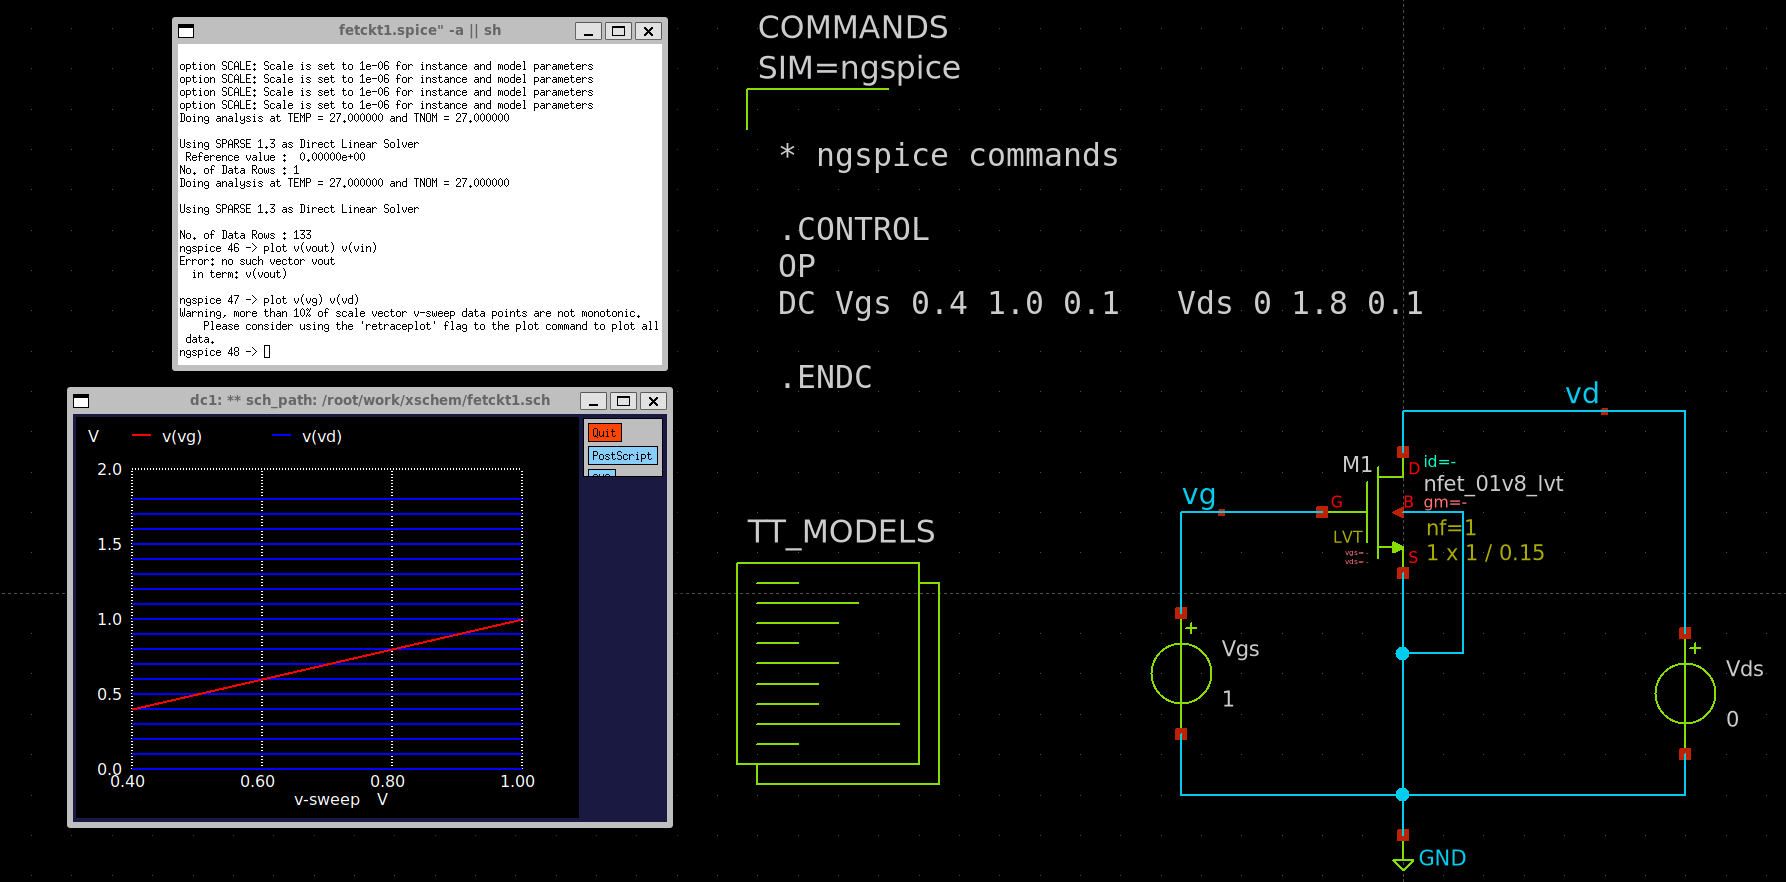 fetckt1.spice" -a || sh
option SCALE: Scale is set to 1e-06 for instance and model parameters
option SCALE: Scale is set to 1e-06 for instance and model parameters
option SCALE: Scale is set to 1e-06 for instance and model parameters
option SCALE: Scale is set to 1e-06 for instance and model parameters
Doing analysis at TEMP = 27.000000 and TNOM = 27.000000
Using SPARSE 1.3 as Direct Linear Solver
Reference value : 0.00000e+00
No. of Data Rows : 1
Doing analysis at TEMP = 27.000000 and TNOM = 27.000000
Using SPARSE 1.3 as Direct Linear Solver
No. of Data Rows : 133
ngspice 46 -> plot v(vout) v(vin)
Error: no such vector vout
in term: v(vout)
ngspice 47 -> plot v(vg) v(vd)
Warning, more than 10% of scale vector v-sweep data points are not monotonic.
Please consider using the 'retraceplot' flag to the plot command to plot all
data.
ngspice 48 ->
dc1: ** sch_path: /root/work/xschem/fetckt1.sch
V v(vg) v(vd)
Quit
PostScript
2.0
1.5
1.0
0.5
0.0
0.40 0.60 0.80 1.00
v-sweep V
COMMANDS
SIM=ngspice
* ngspice commands
.CONTROL
OP
DC Vgs 0.4 1.0 0.1 Vds 0 1.8 0.1
.ENDC
TT_MODELS
vd
vg
M1
D
id=-
nfet_01v8_lvt
G
B
gm=-
LVT
nf=1
vgs=-
vds=-
S
1 x 1 / 0.15
Vgs
1
Vds
0
GND